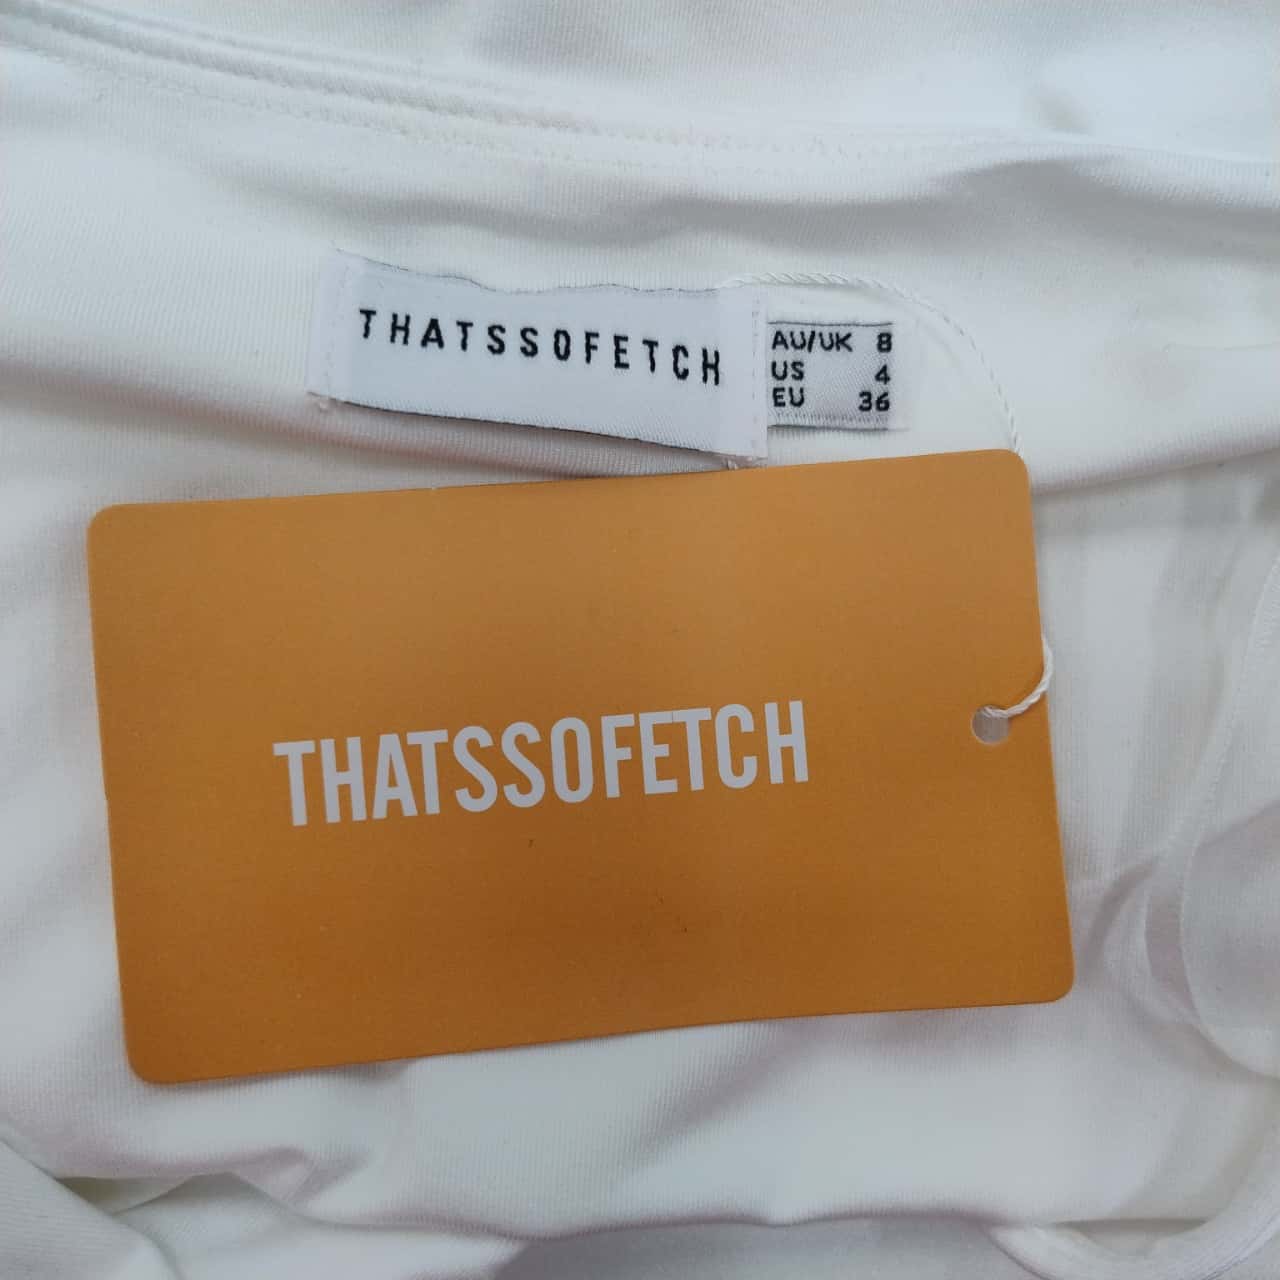 THATSSOFETCH
AU/UK 8
US 4
EU 36
THATSSOFETCH